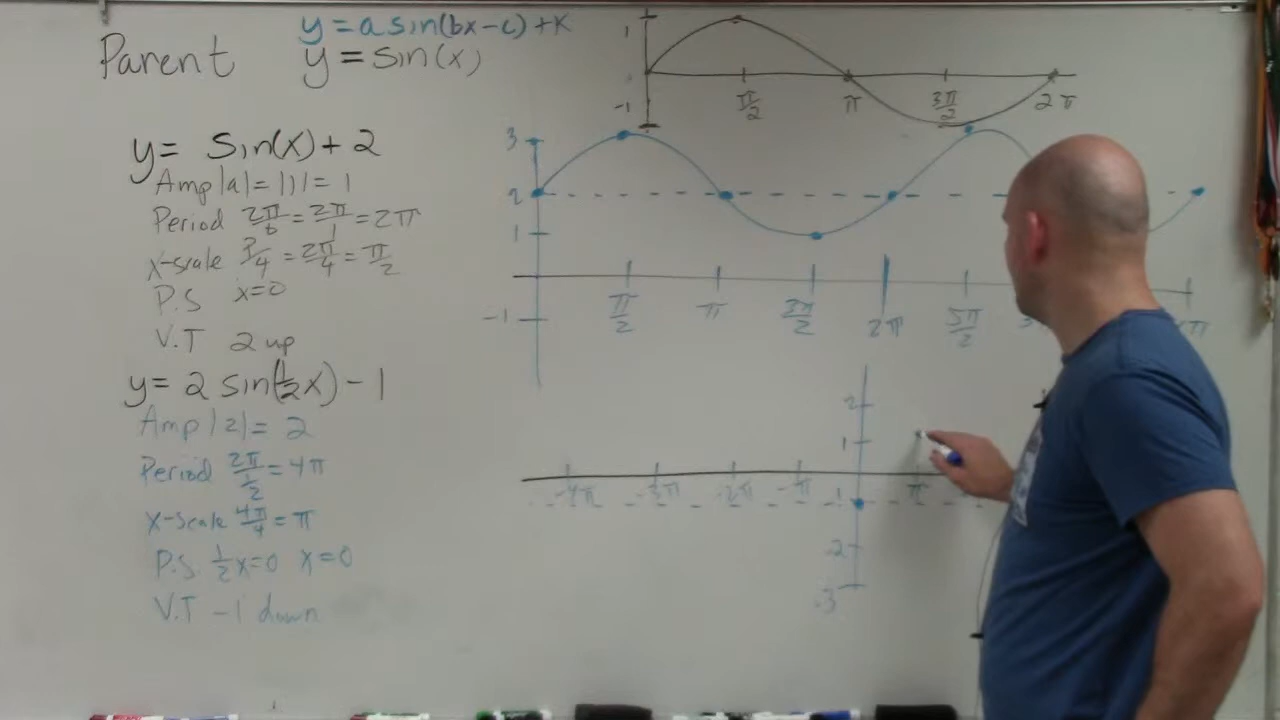 y=a sin(bx-c)+K
Parent y=sin(x)
1
-1
π/2 π 3π/2 2π
y= sin(x)+2
Amp |a|=|1|=1
Period 2π/b=2π/1=2π
x-scale P/4=2π/4=π/2
P.S x=0
V.T 2 up
3
2
1
-1
π/2 π 3π/2 2π 5π/2
y= 2 sin(1/2x)-1
Amp |2|= 2
Period 2π/1/2=4π
x-scale 4π/4=π
P.S 1/2x=0 x=0
V.T -1 down
2
1
-4π -3π -2π -π π
-1
-2
-3